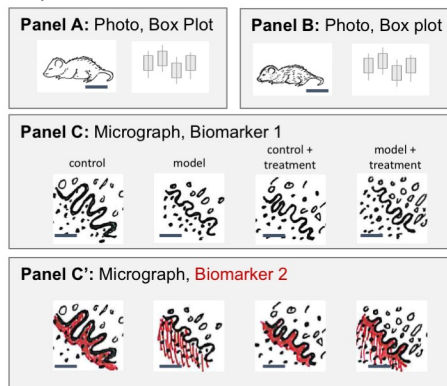 Panel A: Photo, Box Plot
Panel B: Photo, Box plot
Panel C: Micrograph, Biomarker 1
control
model
control +
treatment
model +
treatment
Panel C’: Micrograph, Biomarker 2